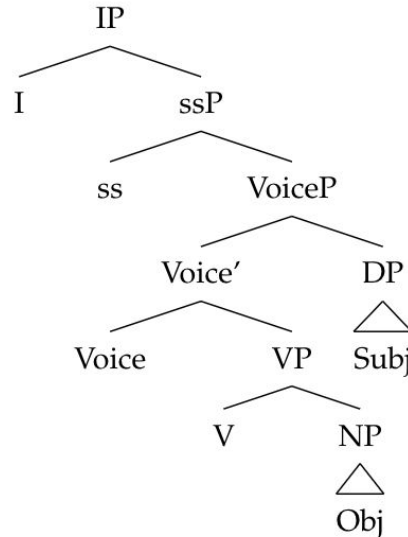 IP
I ssP
ss VoiceP
Voice' DP
Voice VP Subj
V NP
Obj